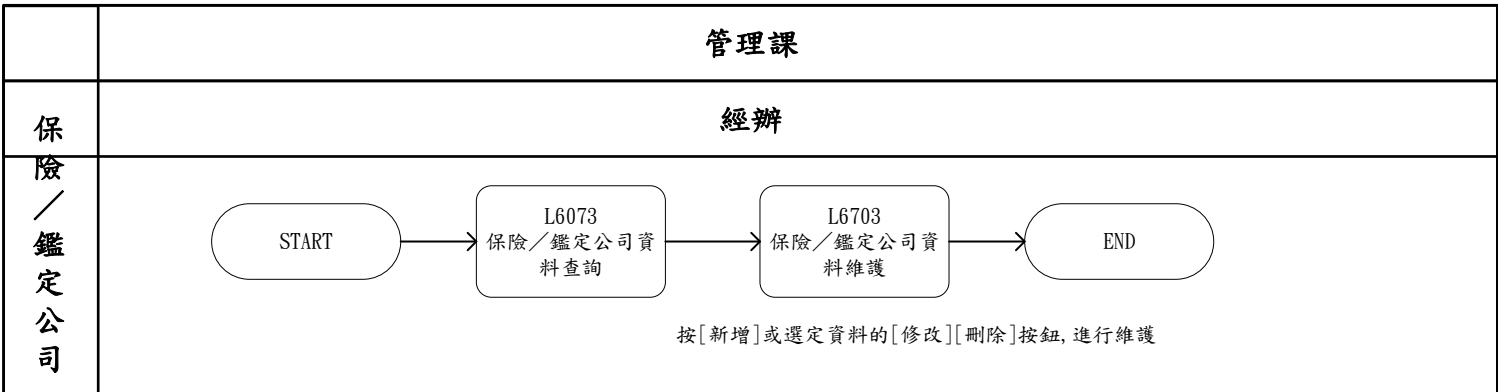 管理課
經辦
保
險
／
鑑
定
公
司
START
L6073
保險／鑑定公司資
料查詢
L6703
保險／鑑定公司資
料維護
END
按[新增]或選定資料的[修改][刪除]按鈕,進行維護